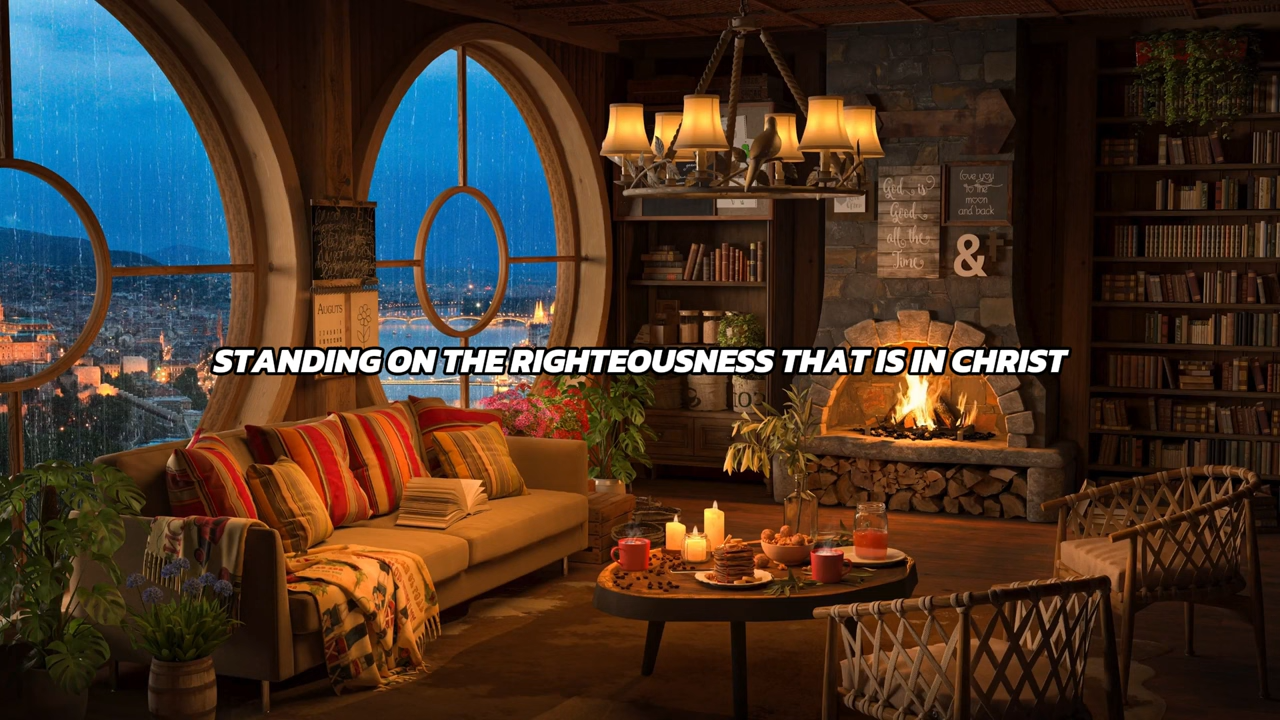 God is
Good
all the
Time
love you
to the
moon
and back
&
AUGUTS
STANDING ON THE RIGHTEOUSNESS THAT IS IN CHRIST